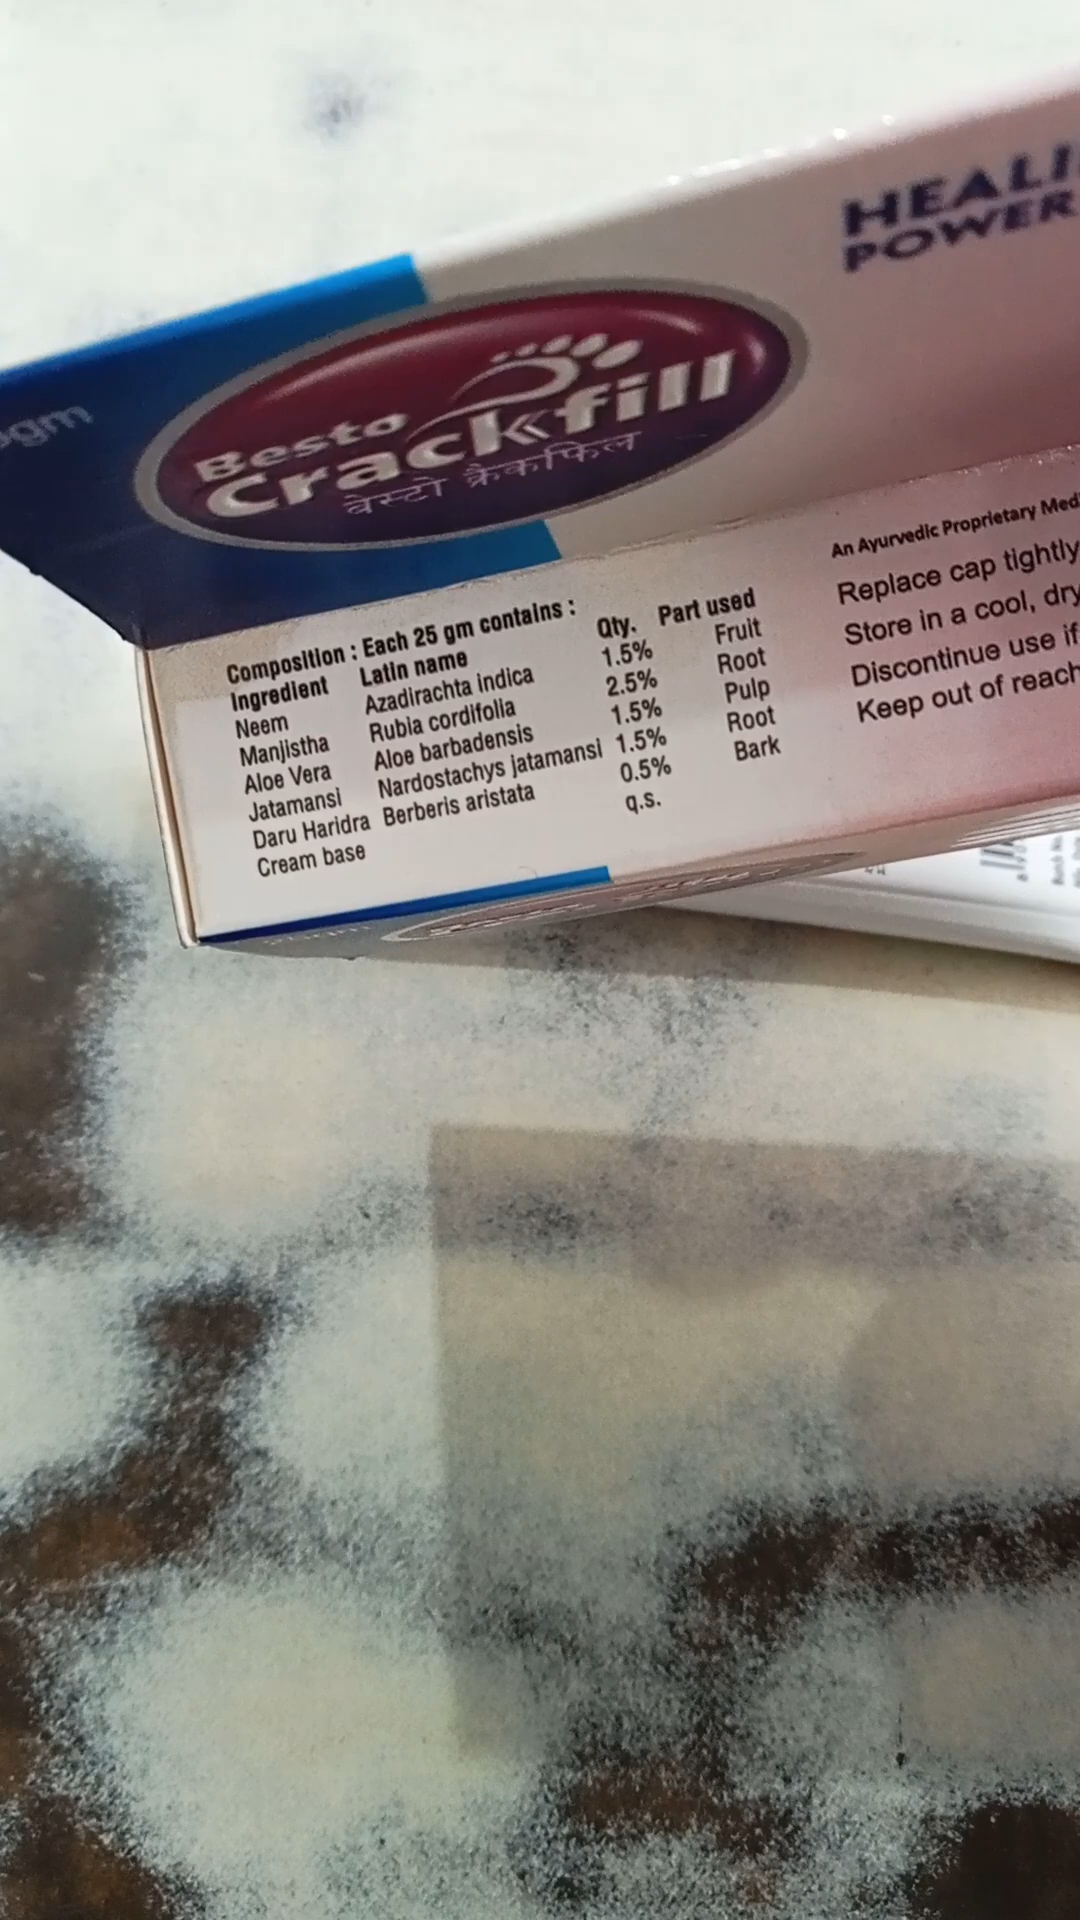 HEALI
POWER
gm
Besto
Crackfill
बेस्टो क्रैकफिल
Composition : Each 25 gm contains :
Ingredient Latin name Qty. Part used
Neem Azadirachta indica 1.5% Fruit
Manjistha Rubia cordifolia 2.5% Root
Aloe Vera Aloe barbadensis 1.5% Pulp
Jatamansi Nardostachys jatamansi 1.5% Root
Daru Haridra Berberis aristata 0.5% Bark
Cream base q.s.
An Ayurvedic Proprietary Medi
Replace cap tightly
Store in a cool, dry
Discontinue use if
Keep out of reach